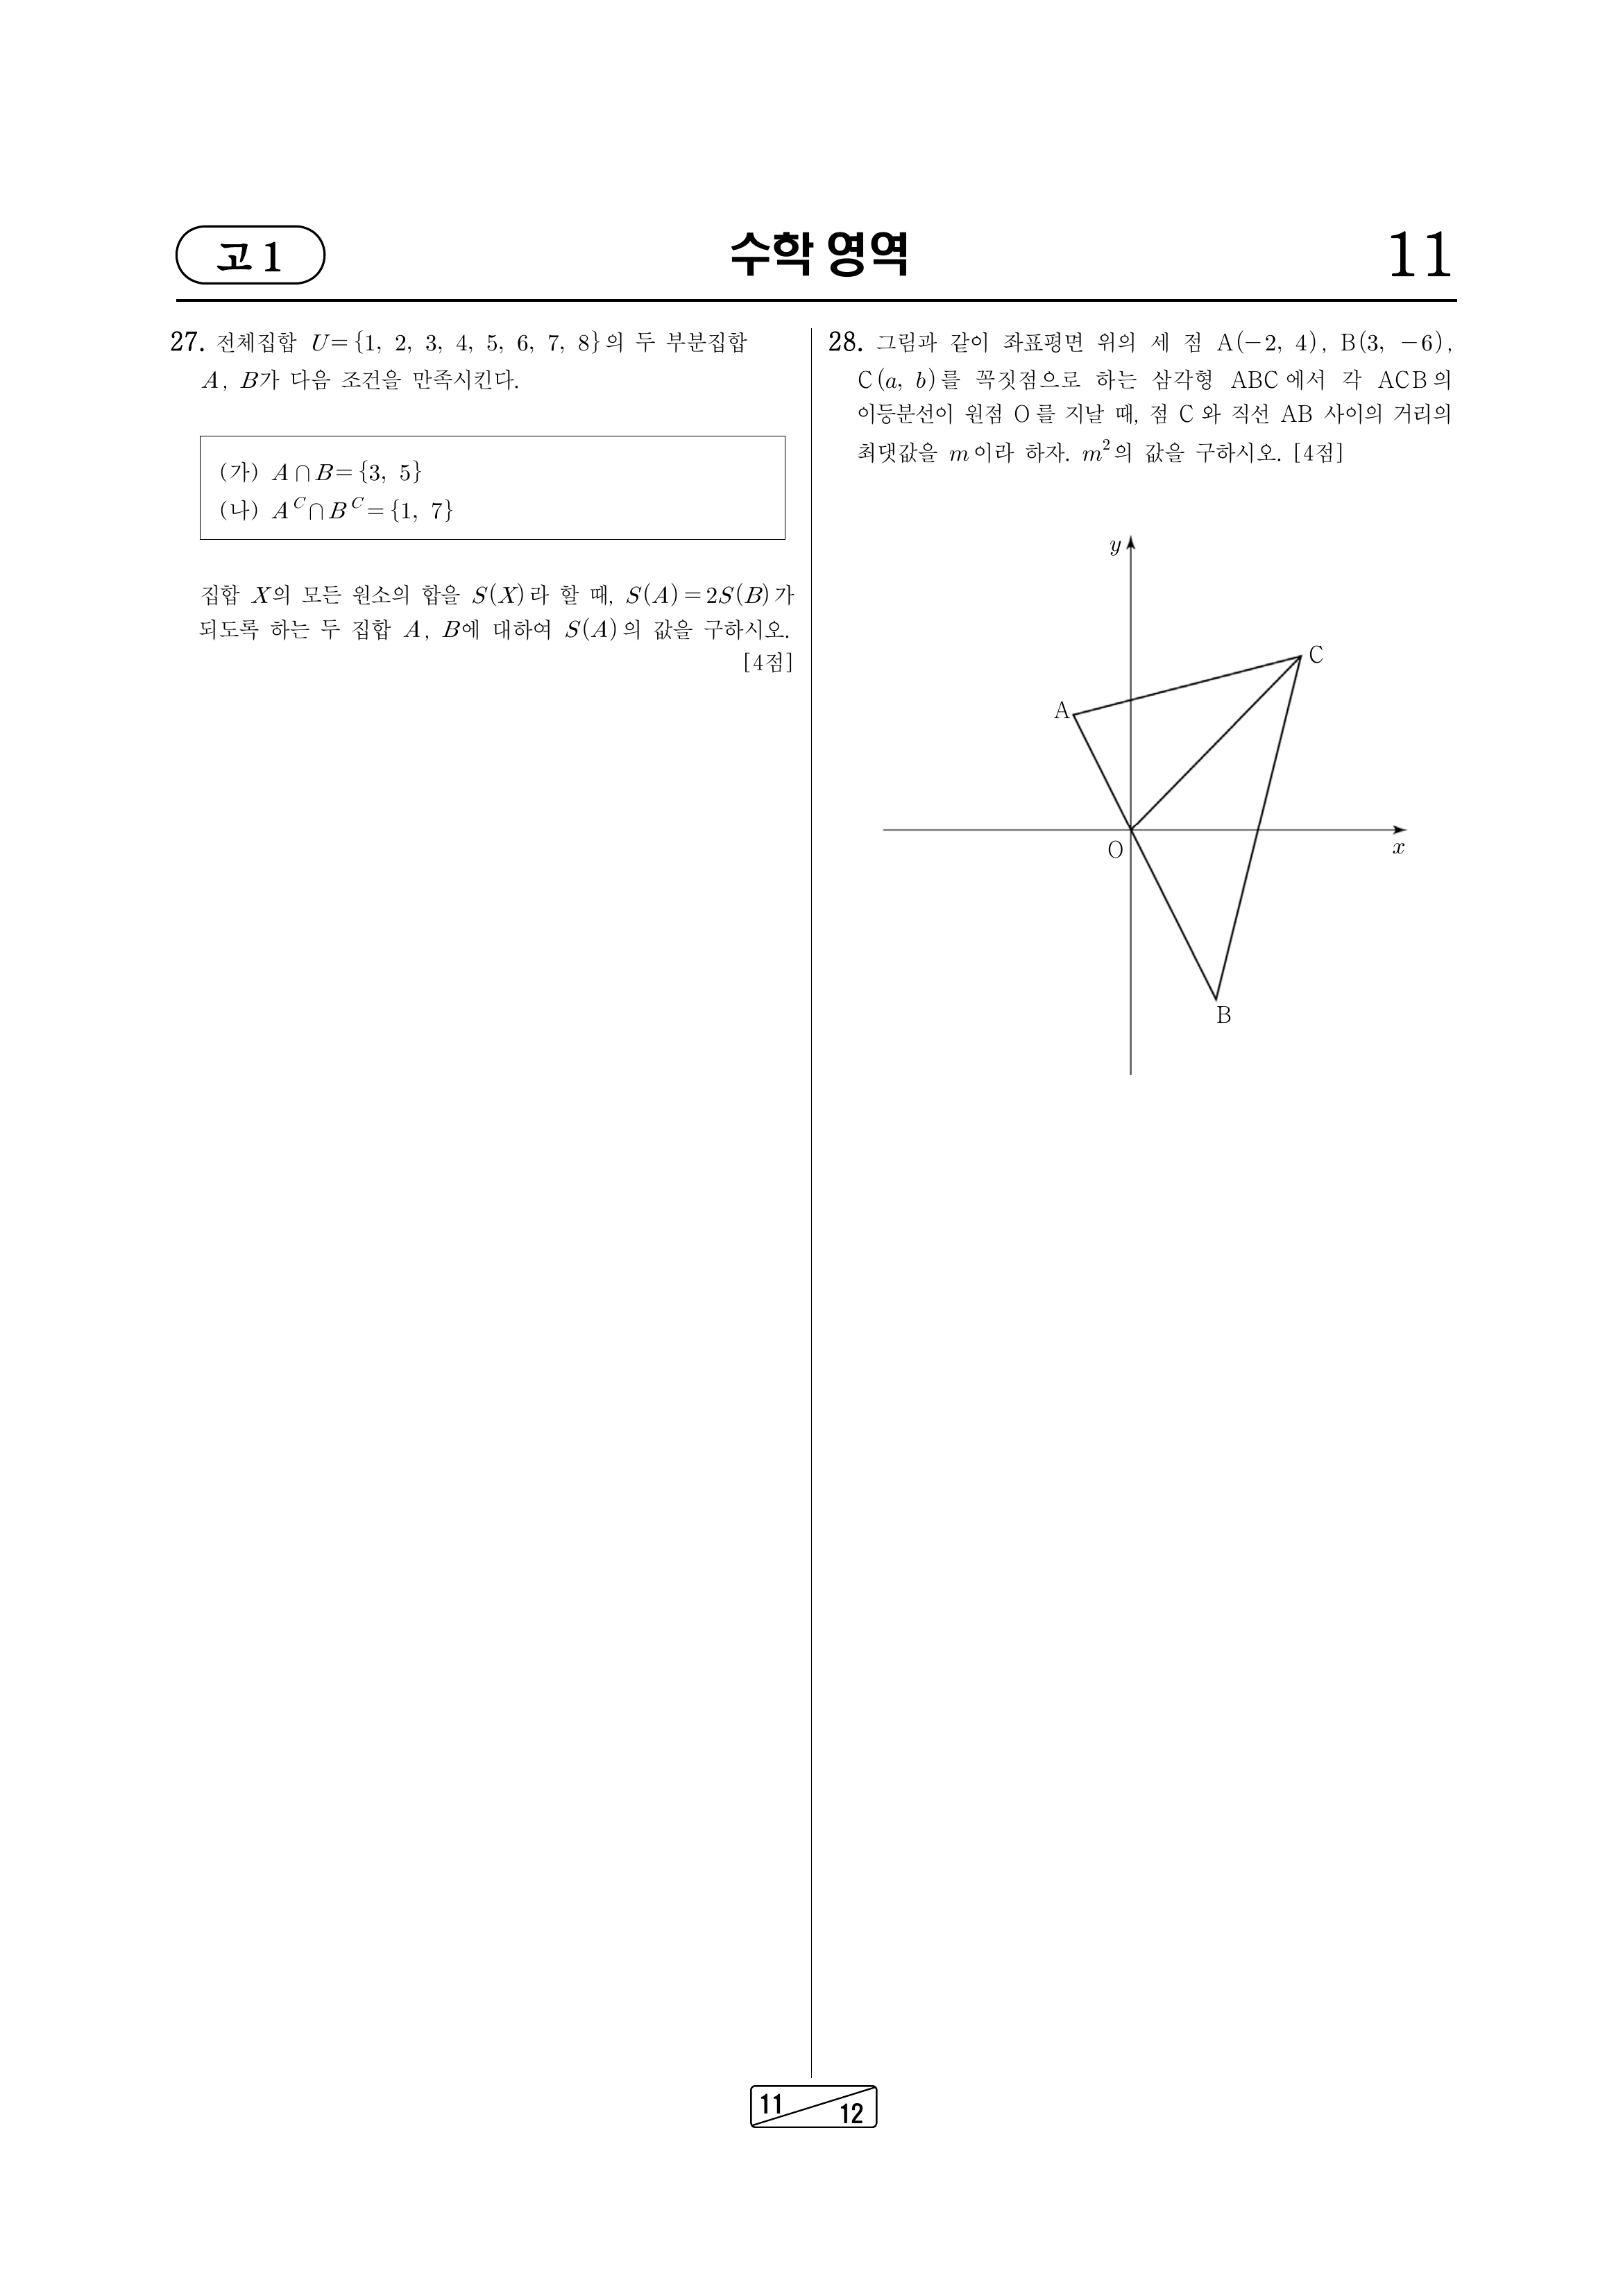 고 1
수학 영역
11
27. 전체집합 U={1, 2, 3, 4, 5, 6, 7, 8}의 두 부분집합
A, B가 다음 조건을 만족시킨다.
(가) A∩B={3, 5}
(나) A^C∩B^C={1, 7}
집합 X의 모든 원소의 합을 S(X)라 할 때, S(A)=2S(B)가
되도록 하는 두 집합 A, B에 대하여 S(A)의 값을 구하시오.
[4점]
28. 그림과 같이 좌표평면 위의 세 점 A(-2, 4), B(3, -6),
C(a, b)를 꼭짓점으로 하는 삼각형 ABC에서 각 ACB의
이등분선이 원점 O를 지날 때, 점 C와 직선 AB 사이의 거리의
최댓값을 m이라 하자. m²의 값을 구하시오. [4점]
y
C
A
O
x
B
11
12